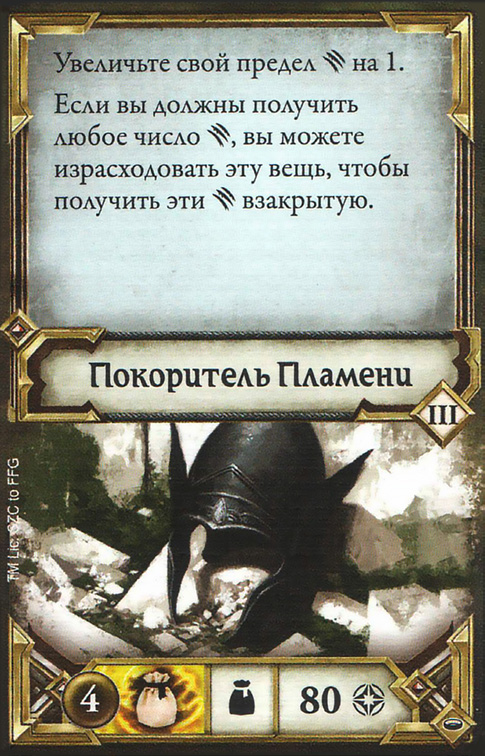 Увеличьте свой предел на 1.
Если вы должны получить
любое число , вы можете
израсходовать эту вещь, чтобы
получить эти взакрытую.
Покоритель Пламени
III
TM Lic. SZC to FFG
4
80